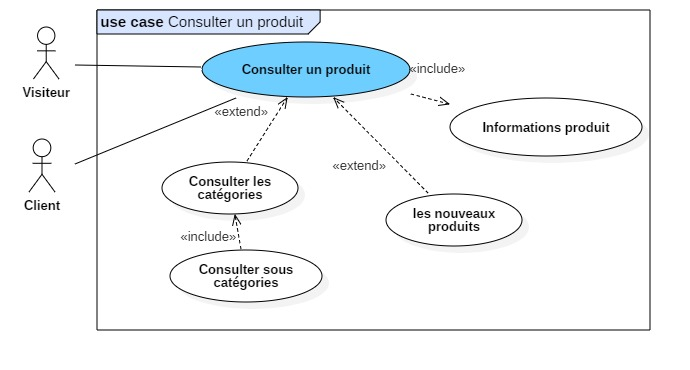 use case Consulter un produit
Consulter un produit
«include»
Visiteur
«extend»
Informations produit
«extend»
Consulter les
catégories
Client
les nouveaux
produits
«include»
Consulter sous
catégories